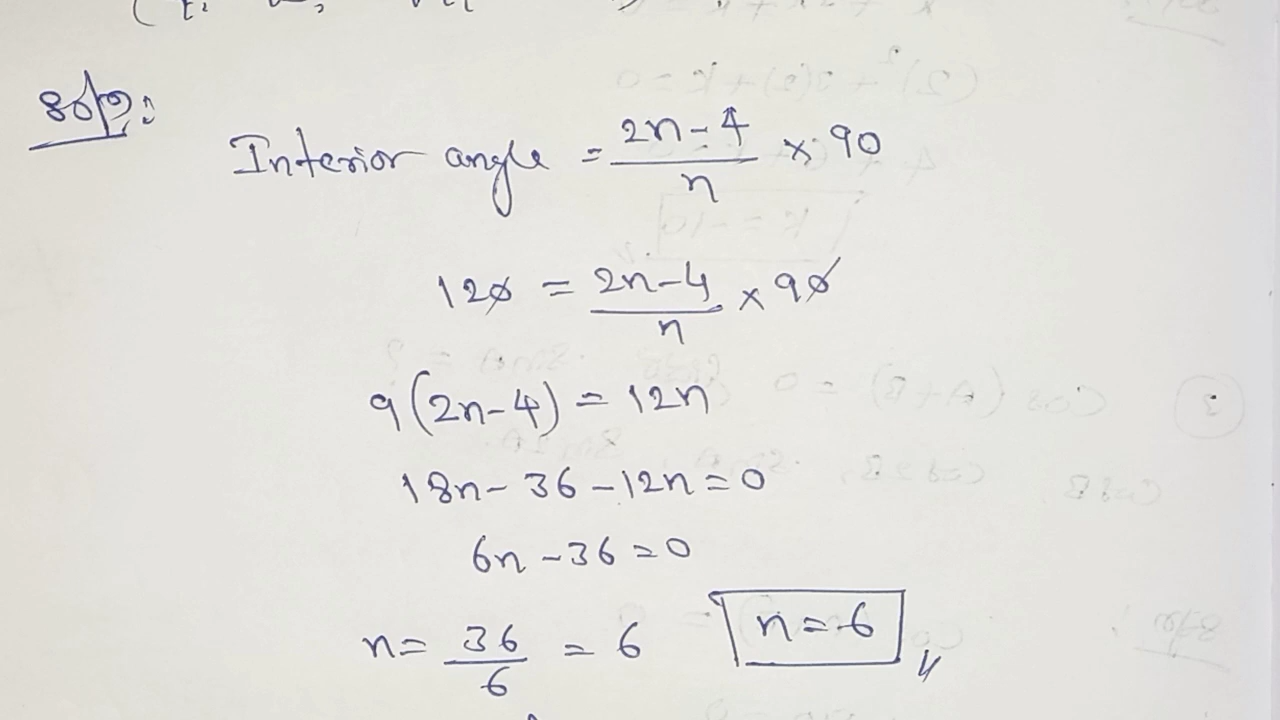 Soln:
Interior angle = (2n-4)/n × 90
120 = (2n-4)/n × 90
9(2n-4) = 12n
18n - 36 - 12n = 0
6n - 36 = 0
n = 36/6 = 6 n = 6